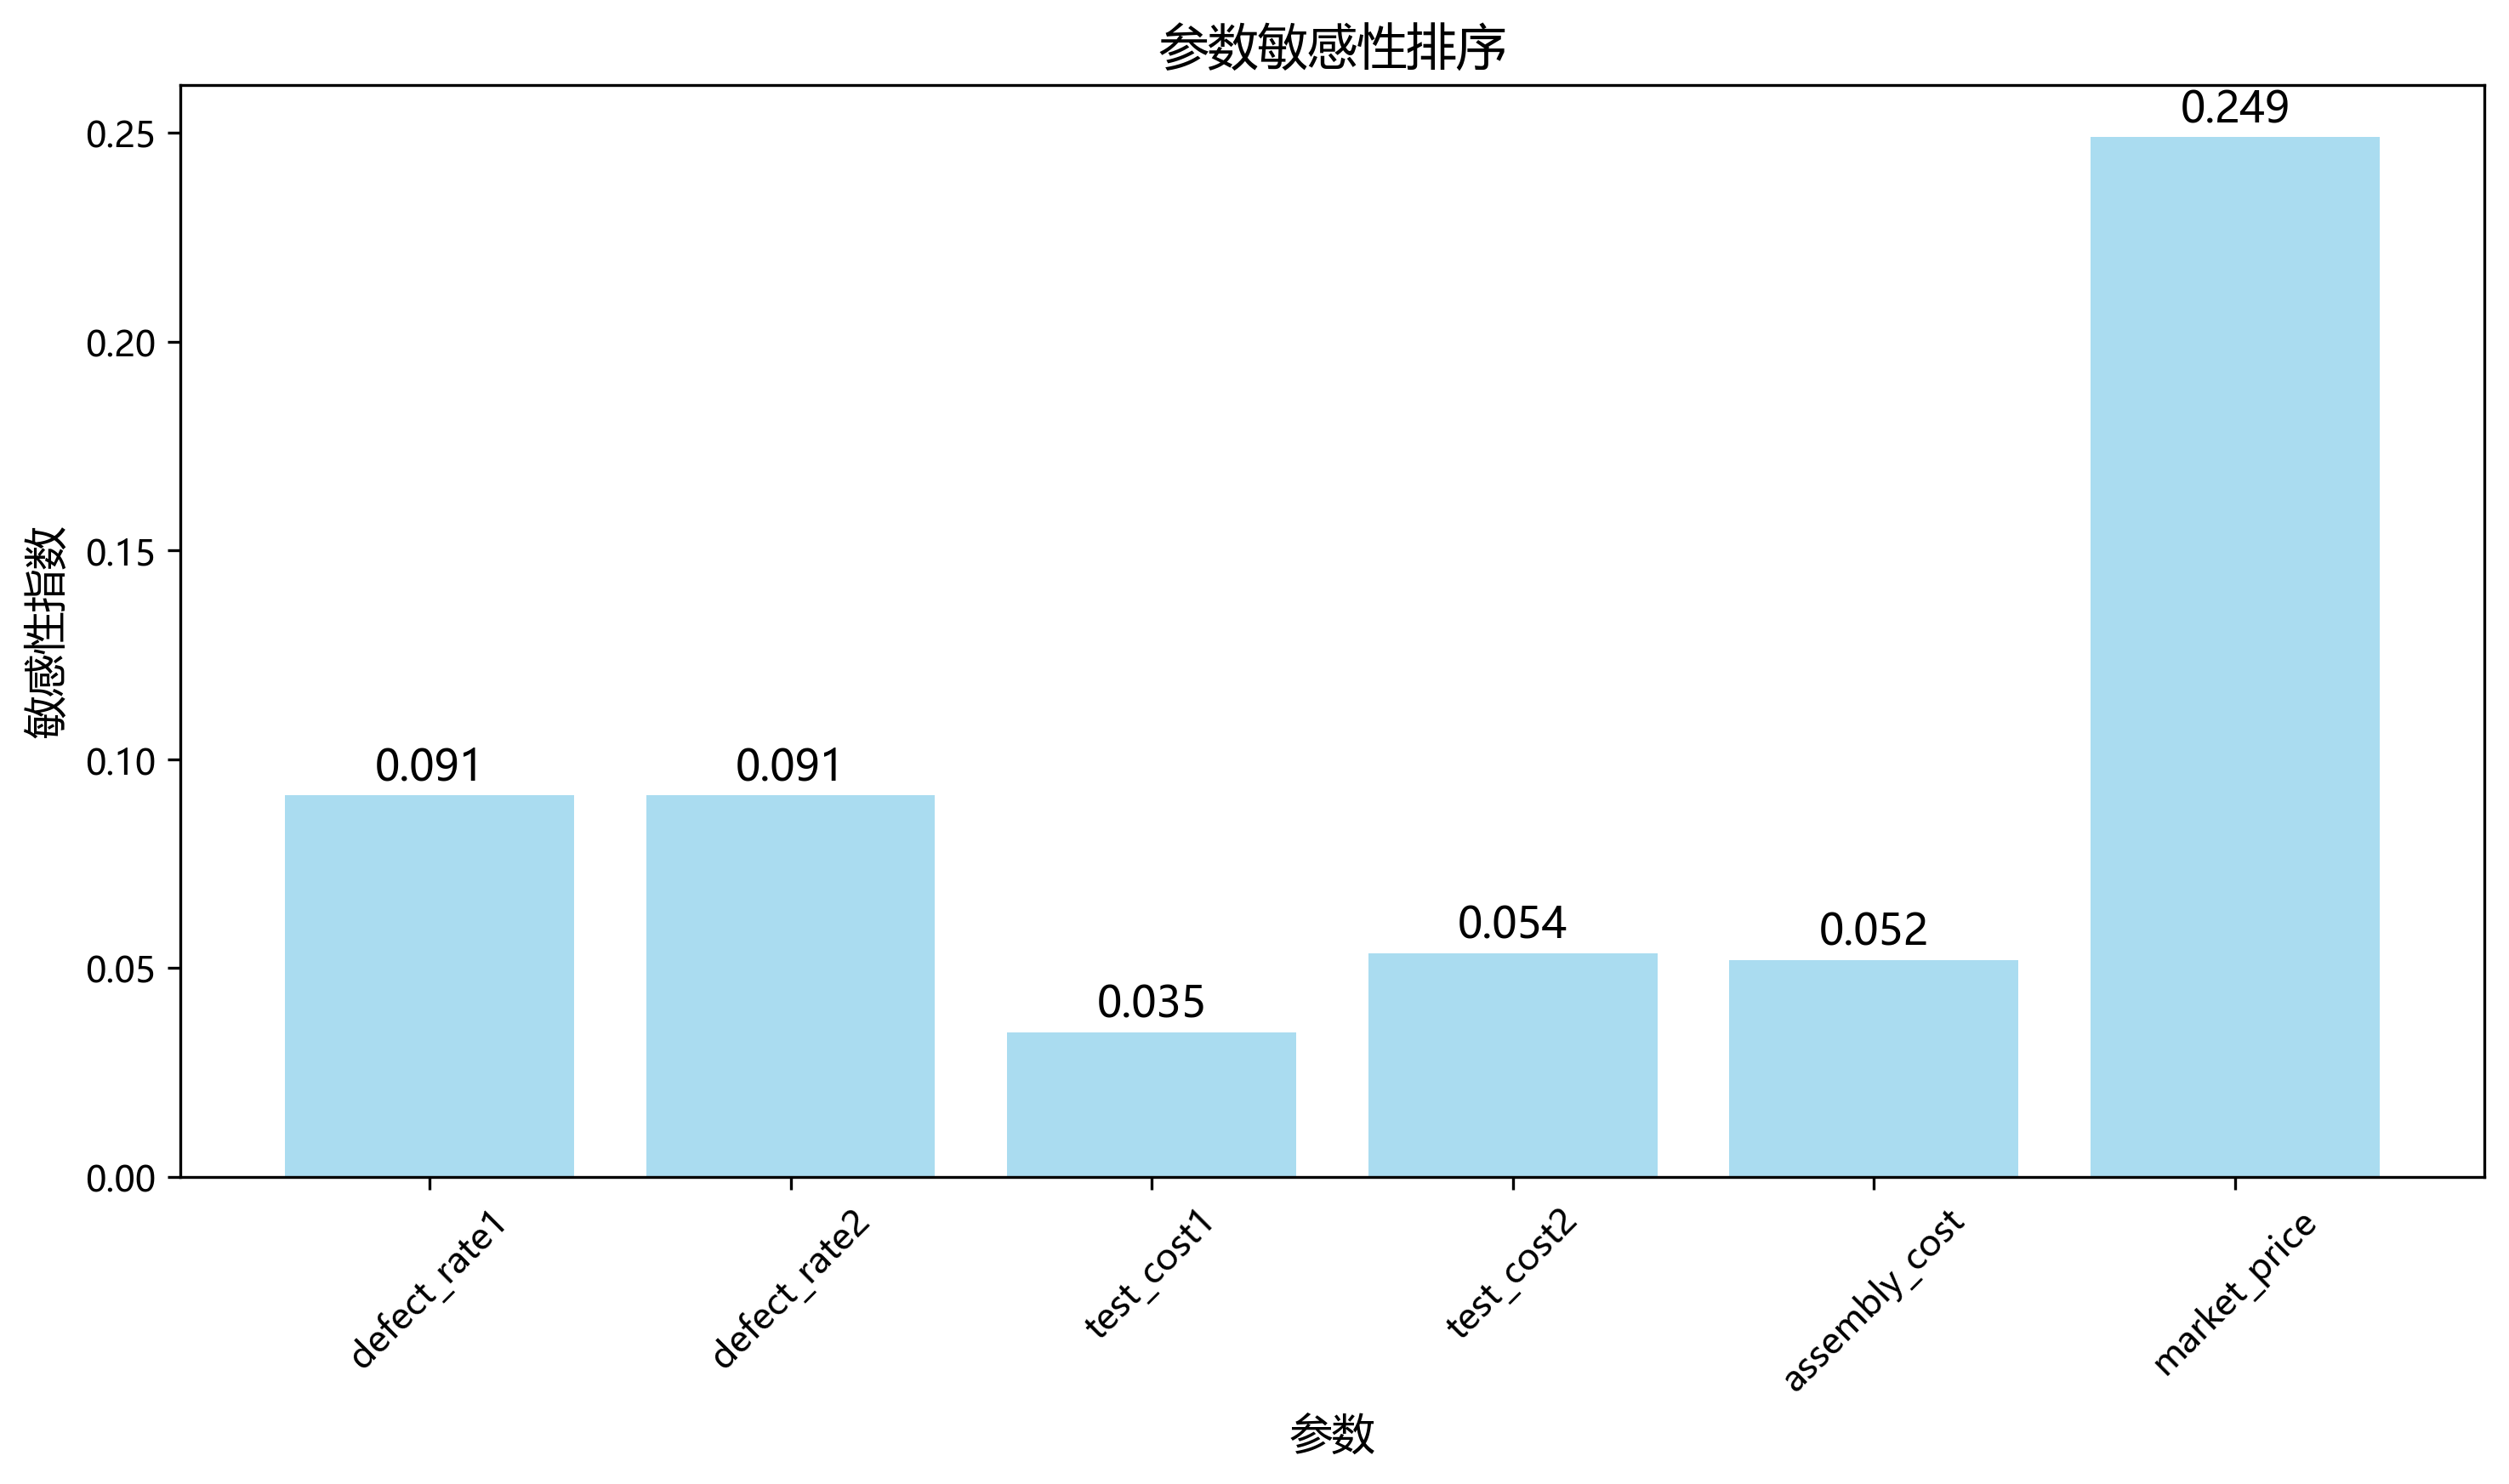 参数敏感性排序
敏感性指数
0.25
0.20
0.15
0.10
0.05
0.00
0.091
0.091
0.035
0.054
0.052
0.249
defect_rate1
defect_rate2
test_cost1
test_cost2
assembly_cost
market_price
参数